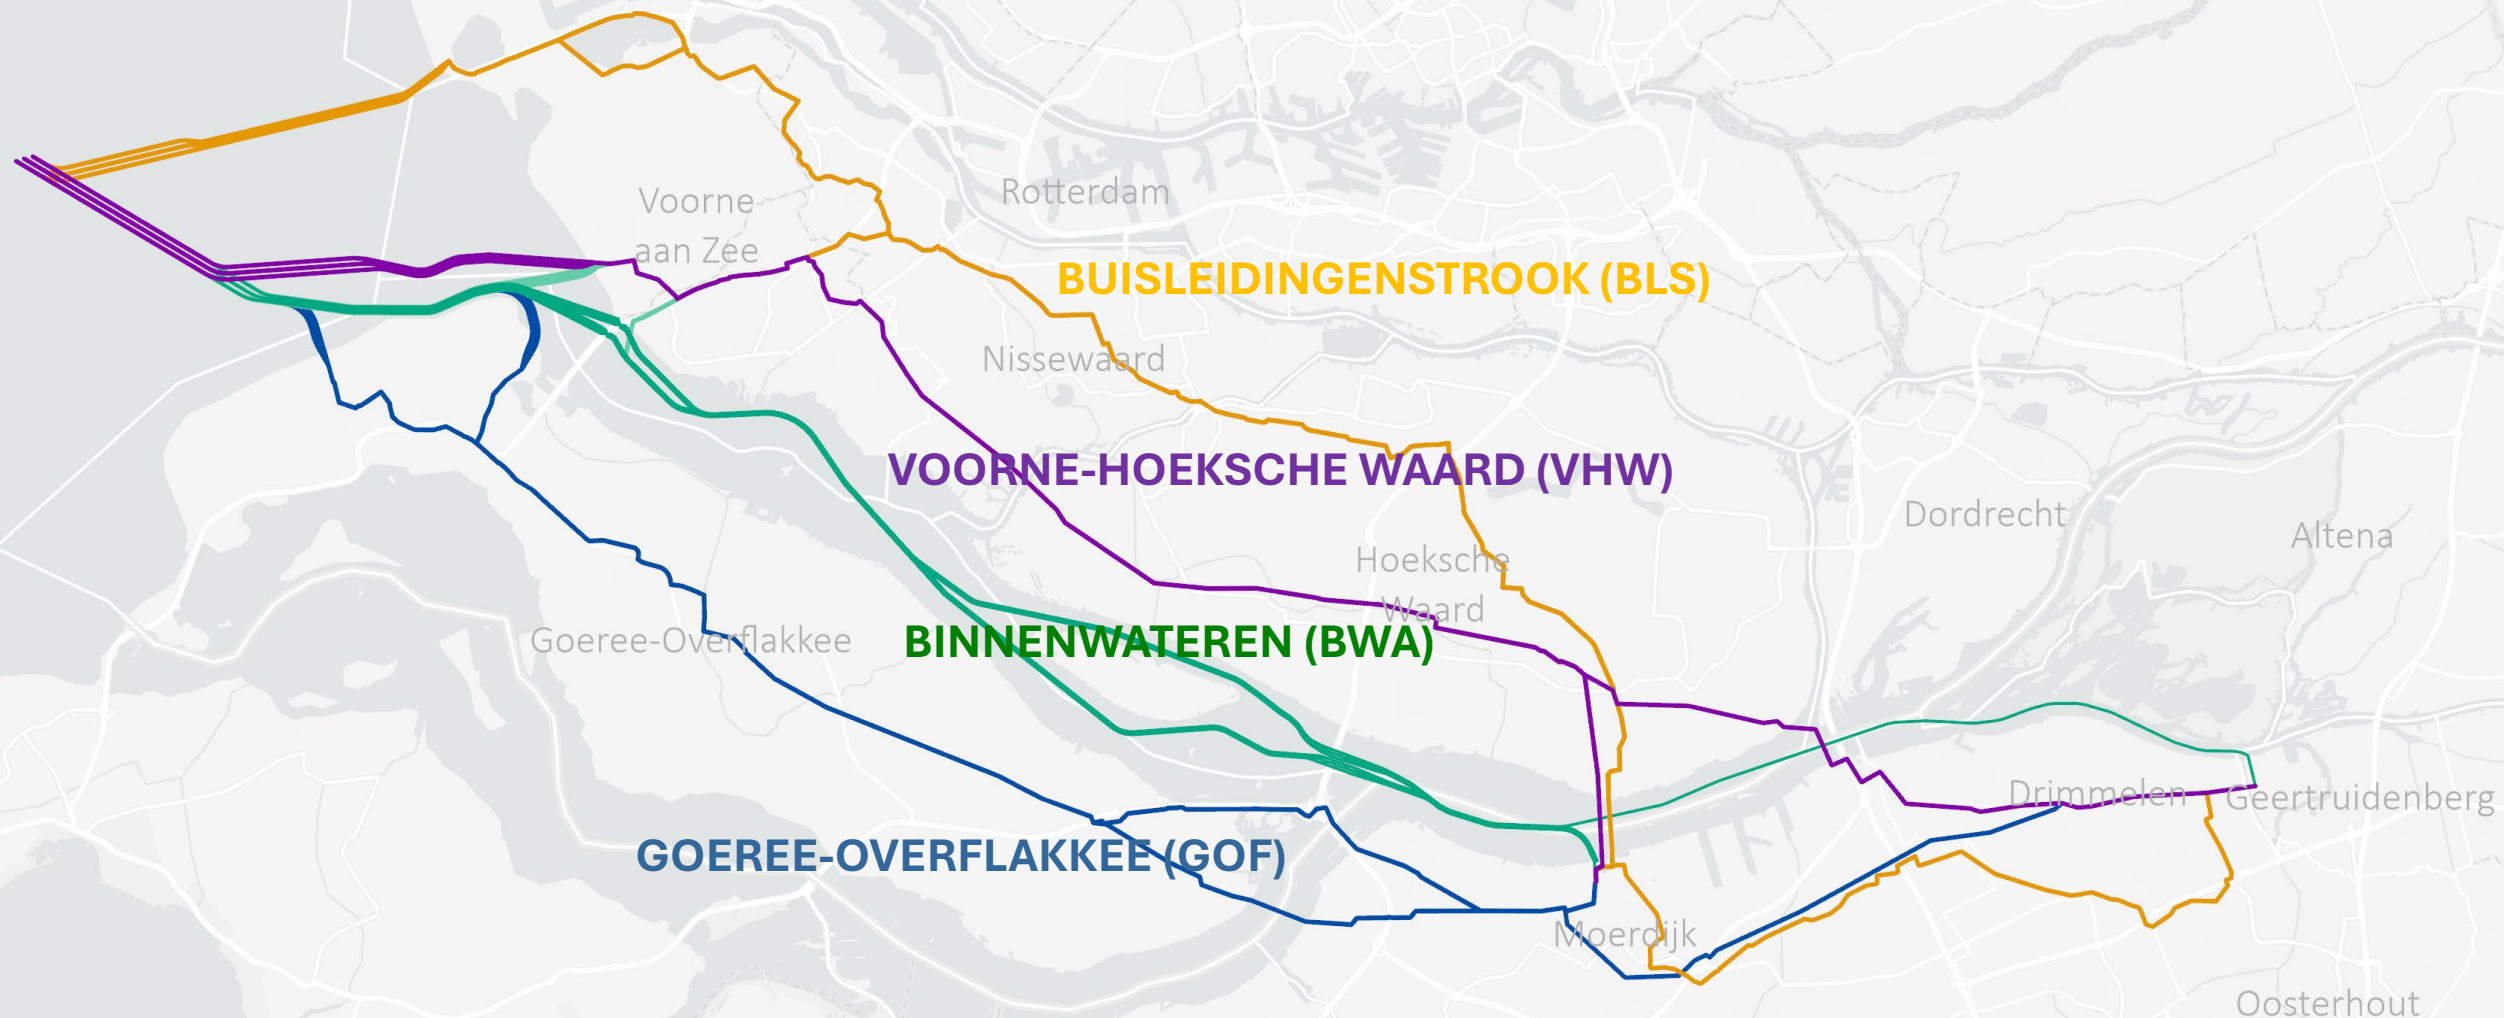 Voorne
aan Zee
Rotterdam
BUISLEIDINGENSTROOK (BLS)
Nissewaard
VOORNE-HOEKSCHE WAARD (VHW)
Dordrecht
Altena
Hoeksche
Waard
Goeree-Overflakkee
BINNENWATEREN (BWA)
Drimmelen
Geertruidenberg
GOEREE-OVERFLAKKEE (GOF)
Moerdijk
Oosterhout